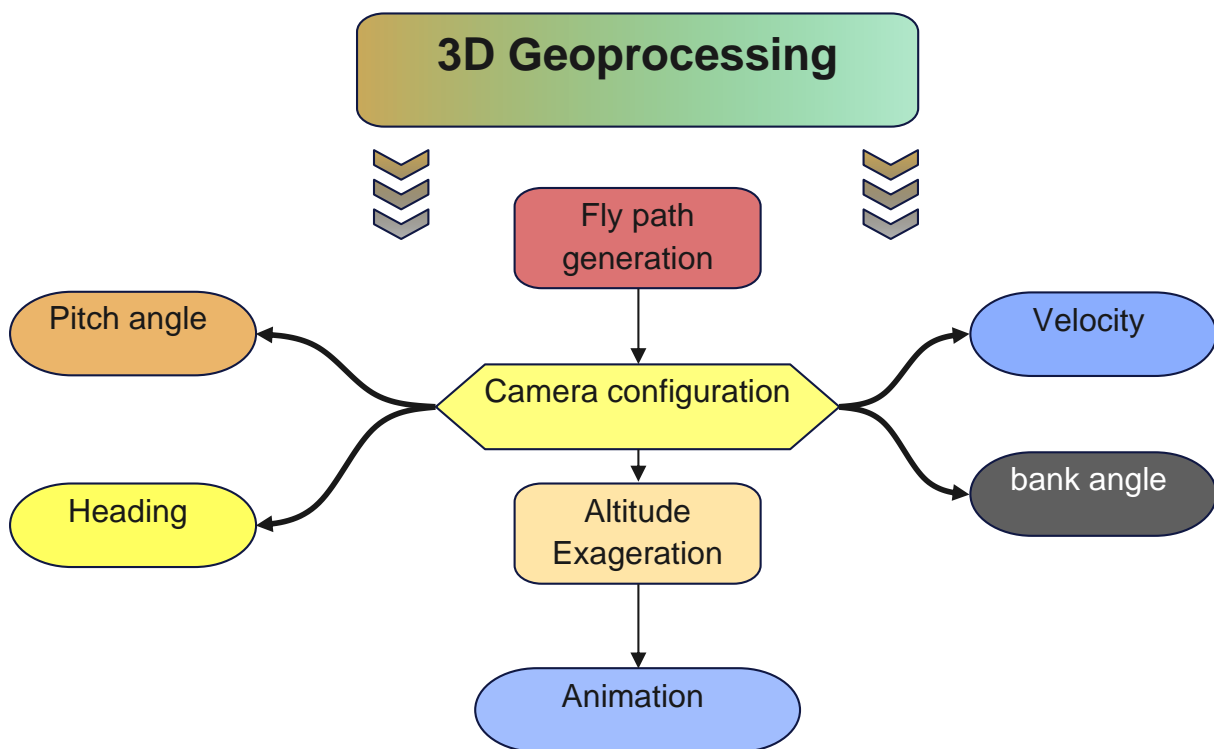 3D Geoprocessing
Fly path
generation
Pitch angle
Velocity
Camera configuration
Heading
bank angle
Altitude
Exageration
Animation